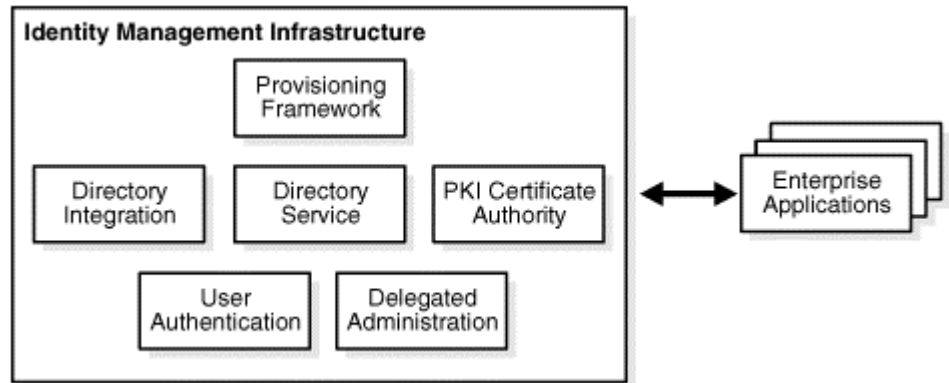 Identity Management Infrastructure
Provisioning
Framework
Directory
Integration
Directory
Service
PKI Certificate
Authority
Enterprise
Applications
User
Authentication
Delegated
Administration